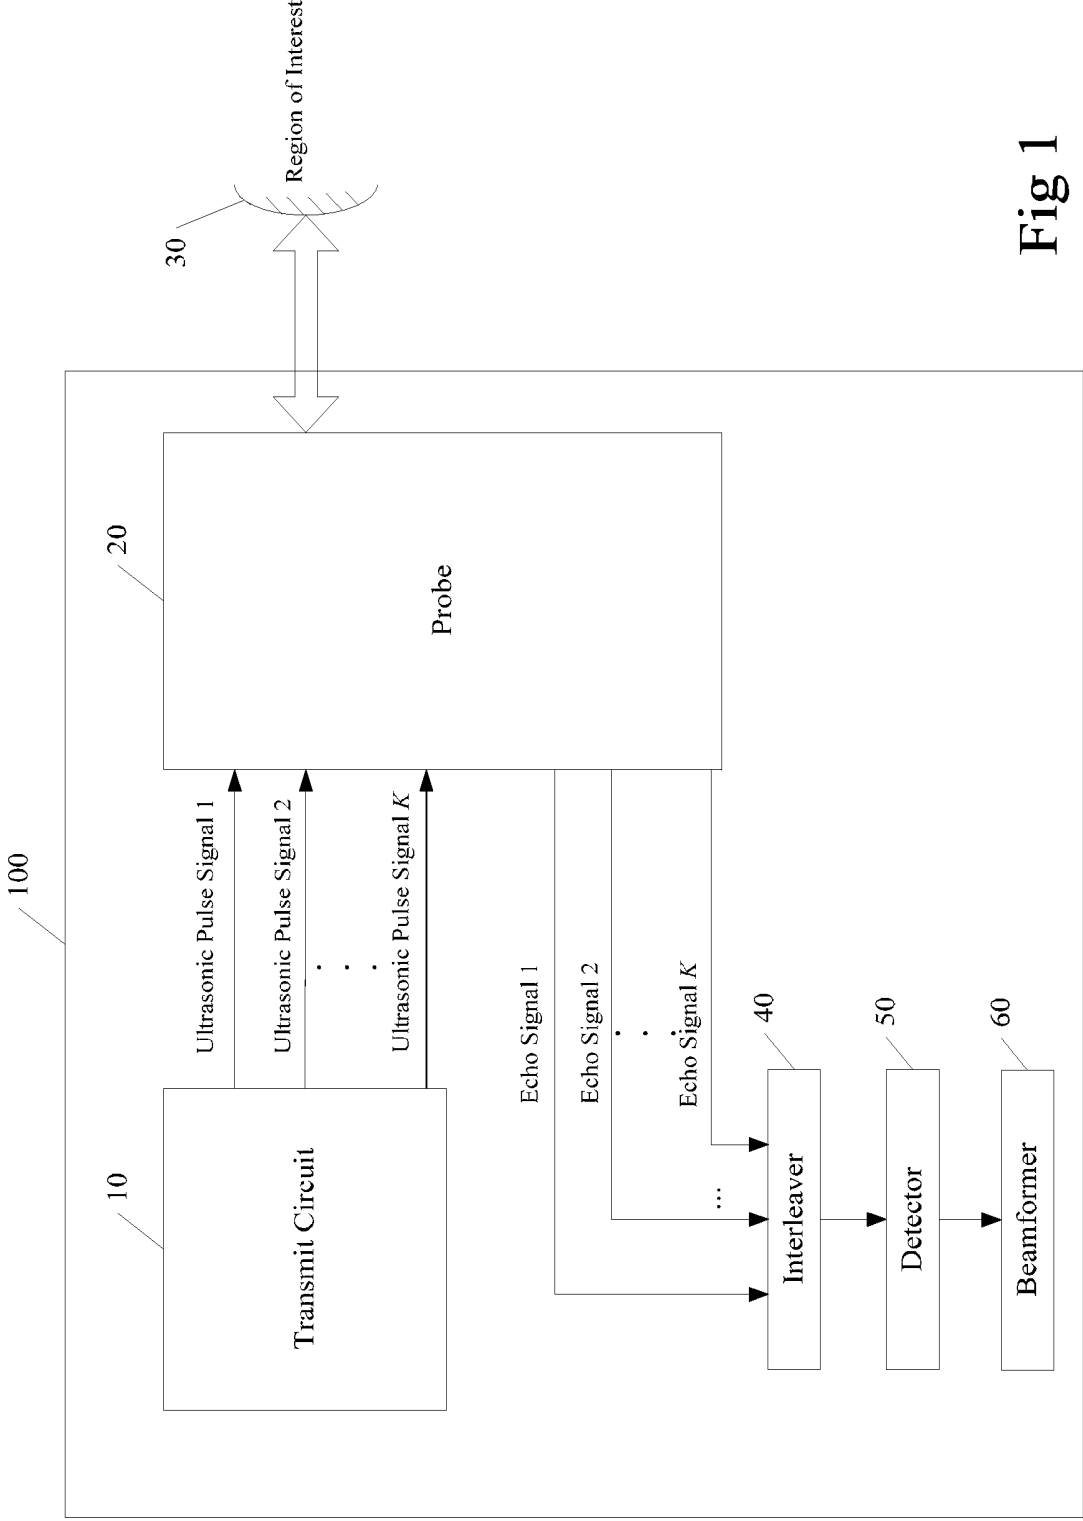 100
10
Transmit Circuit
Ultrasonic Pulse Signal 1
Ultrasonic Pulse Signal 2
. . .
Ultrasonic Pulse Signal K
20
Probe
30
Region of Interest
Echo Signal 1
Echo Signal 2
. . .
Echo Signal K
...
40
Interleaver
50
Detector
60
Beamformer
Fig 1